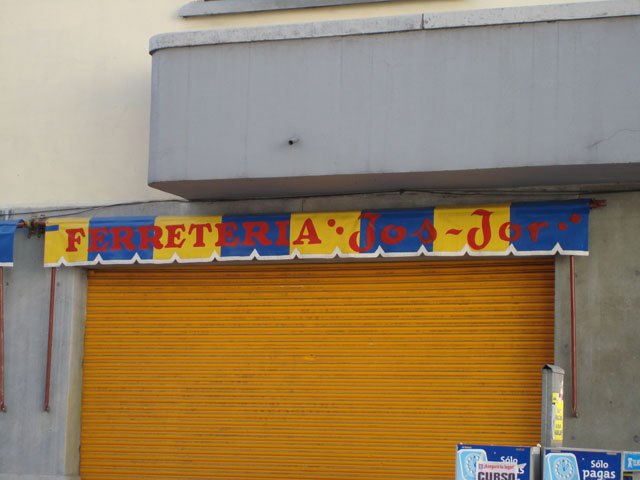 FERRETERIA Jos-Jor
Sólo
CURSO
Sólo
pagas